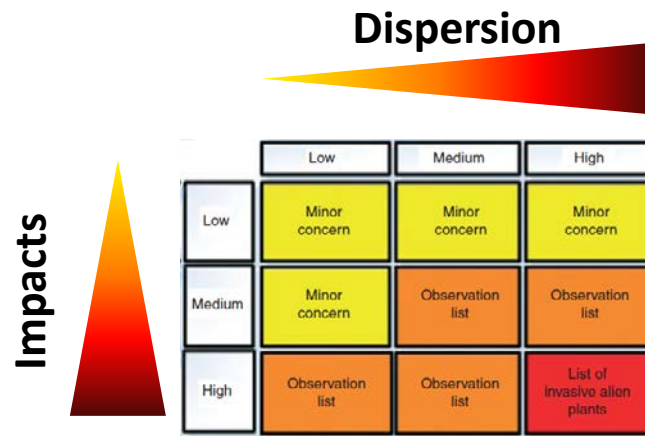 Dispersion
Low Medium High
Impacts
Low
Minor
concern
Minor
concern
Minor
concern
Medium
Minor
concern
Observation
list
Observation
list
High
Observation
list
Observation
list
List of
invasive alien
plants